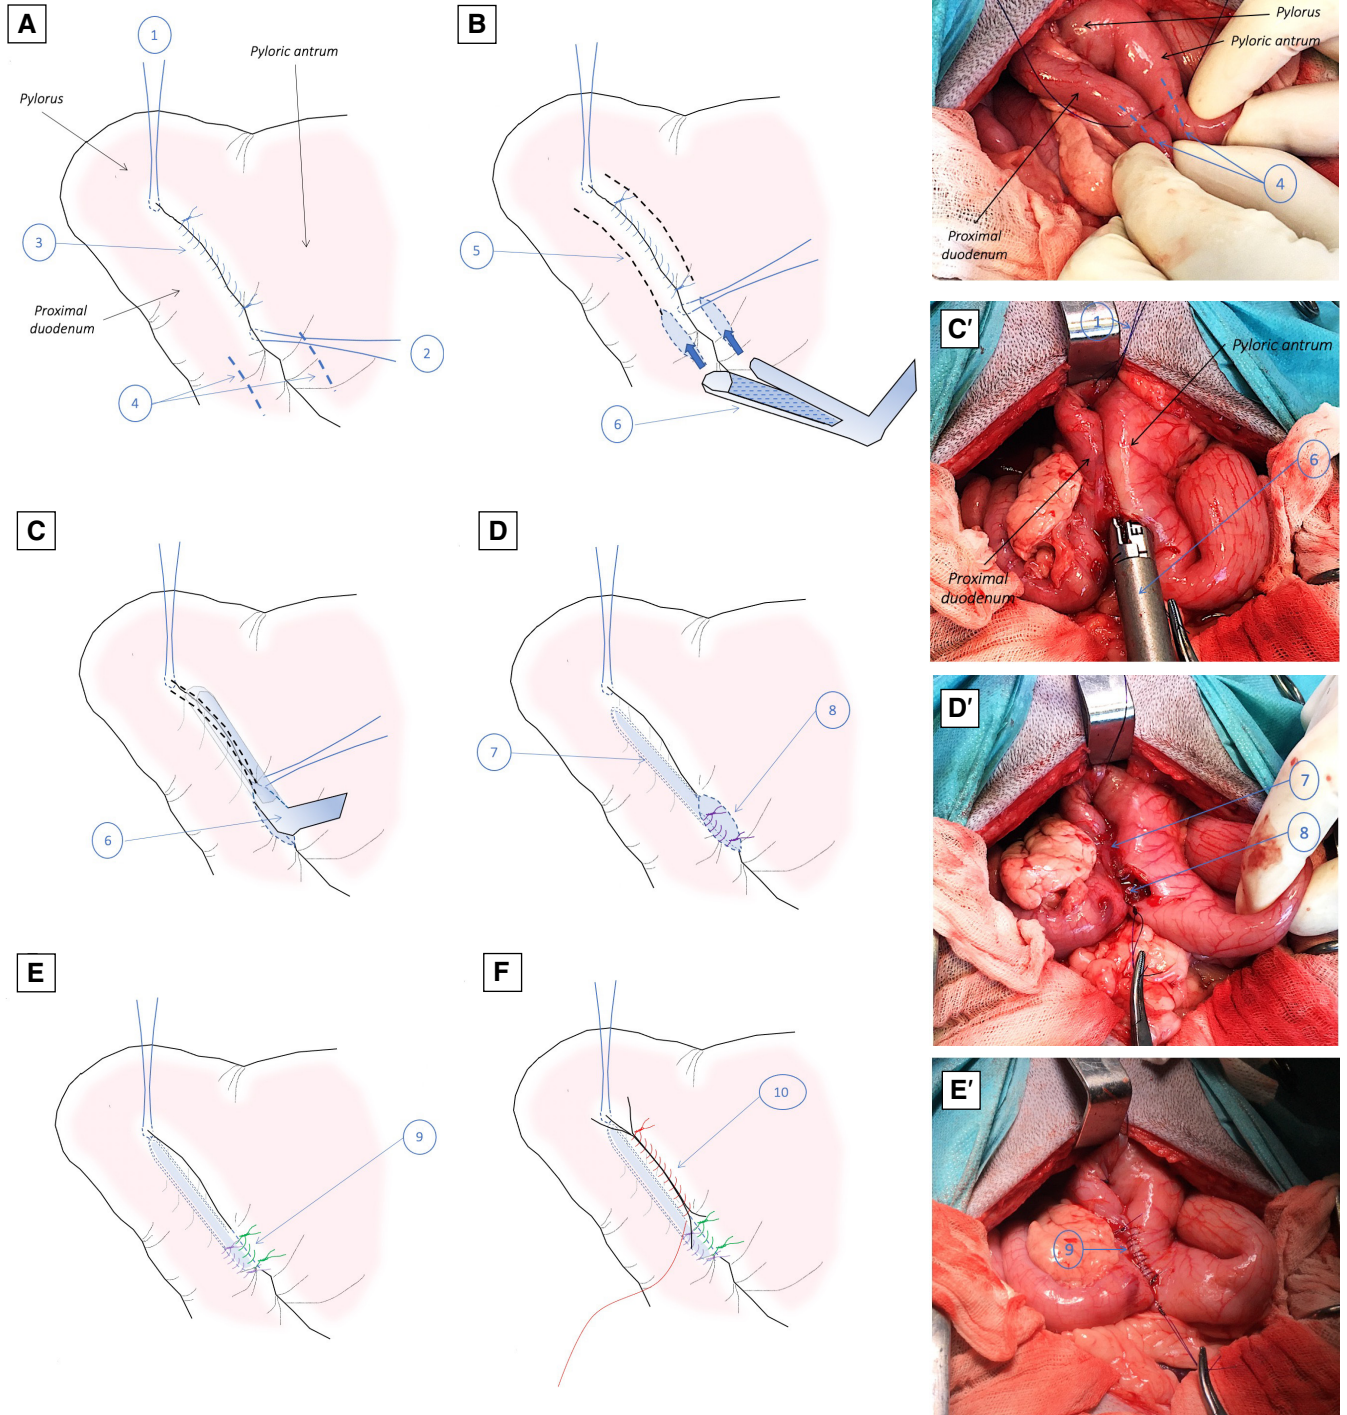 A
1
Pyloric antrum
Pylorus
3
Proximal
duodenum
2
4
B
5
6
Pylorus
Pyloric antrum
4
Proximal
duodenum
C
6
D
8
7
C′
1
Pyloric antrum
6
Proximal
duodenum
D′
7
8
E
9
F
10
E′
9